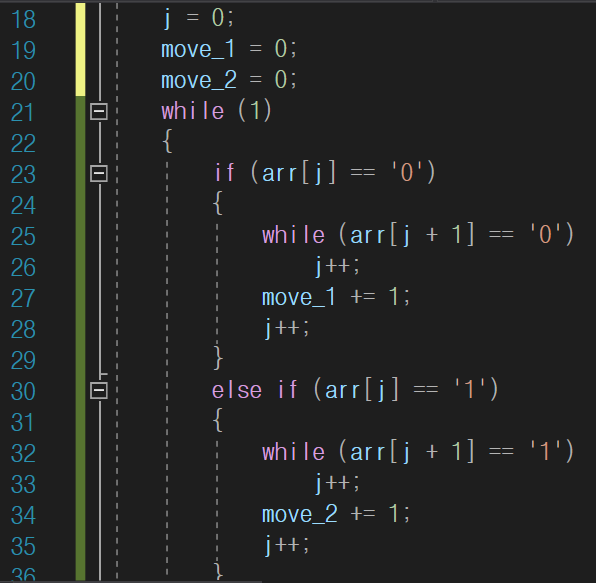 18 j = 0;
19 move_1 = 0;
20 move_2 = 0;
21 while (1)
22 {
23 if (arr[j] == '0')
24 {
25 while (arr[j + 1] == '0')
26 j++;
27 move_1 += 1;
28 j++;
29 }
30 else if (arr[j] == '1')
31 {
32 while (arr[j + 1] == '1')
33 j++;
34 move_2 += 1;
35 j++;
36 }